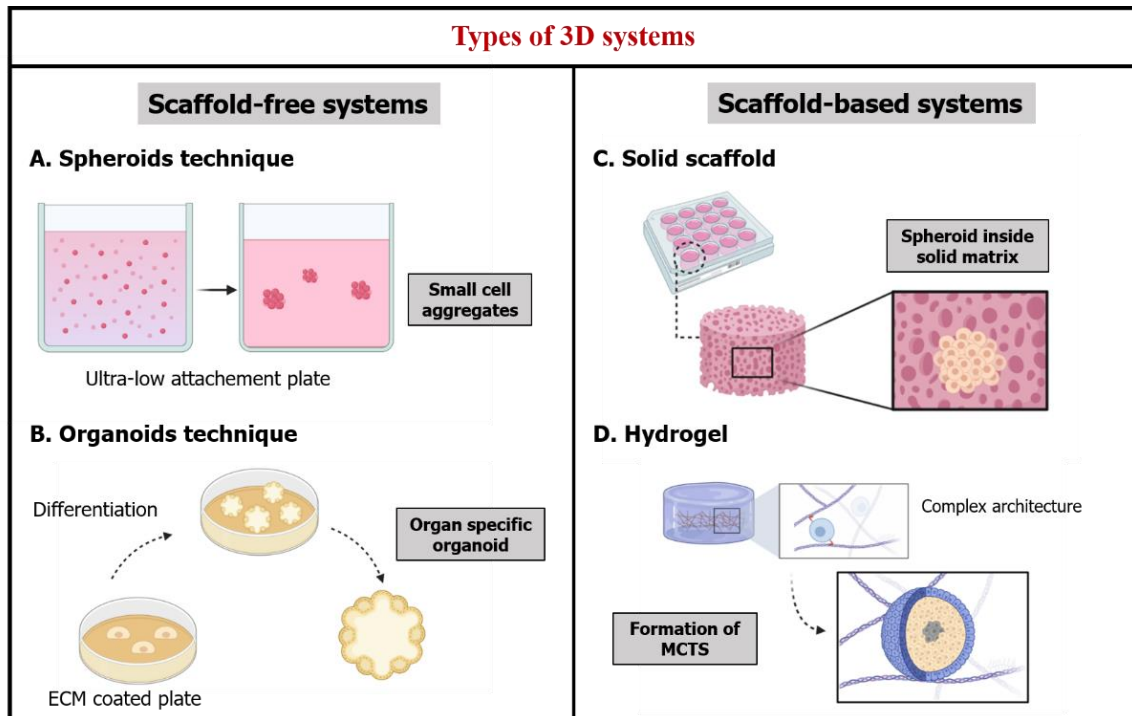 Types of 3D systems
Scaffold-free systems
A. Spheroids technique
Small cell
aggregates
Ultra-low attachement plate
B. Organoids technique
Differentiation
Organ specific
organoid
ECM coated plate
Scaffold-based systems
C. Solid scaffold
Spheroid inside
solid matrix
D. Hydrogel
Complex architecture
Formation of
MCTS